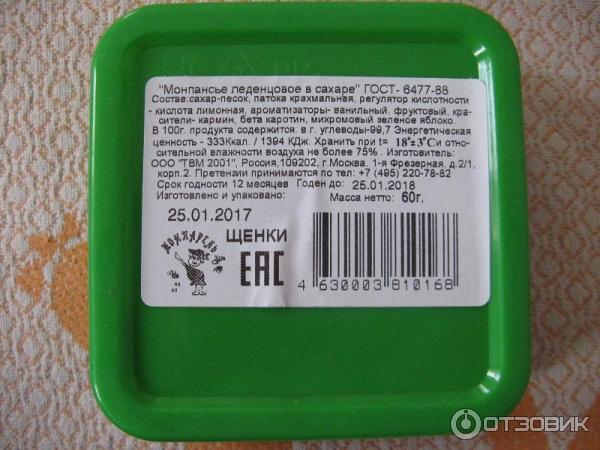 "Монпансье леденцовое в сахаре" ГОСТ- 6477-88
Состав:сахар-песок, патока крахмальная, регулятор кислотности
- кислота лимонная, ароматизаторы- ванильный, фруктовый, кра-
сители- кармин, бета каротин, михромовый зеленое яблоко.
В 100г. продукта содержится. в г. углеводы-99,7 Энергетическая
ценность - 333Ккал. / 1394 КДж. Хранить при t= 18°±3°С и отно-
сительной влажности воздуха не более 75% . Изготовитель:
ООО "ТВМ 2001", Россия,109202, г.Москва. 1-я Фрезерная, д.2/1,
корп.2. Претензии принимаются по тел: +7 (495) 220-78-82
Срок годности 12 месяцев Годен до: 25.01.2018
Изготовлено и упаковано: Масса нетто: 60г.
25.01.2017
ЩЕНКИ
EAC
4 630003 810168
ОТЗОВИК